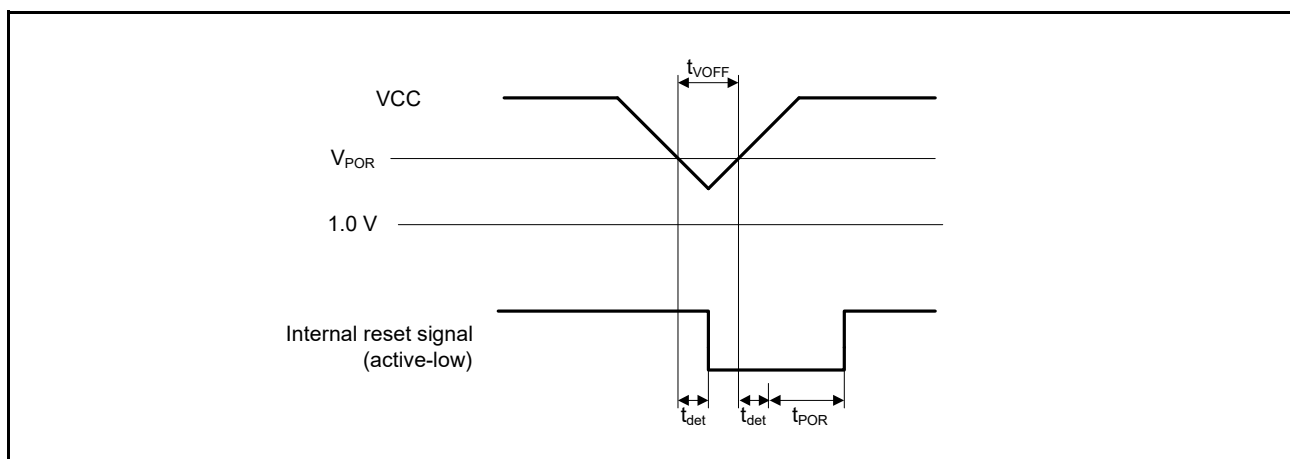 tVOFF
VCC
VPOR
1.0 V
Internal reset signal
(active-low)
tdet
tdet
tPOR